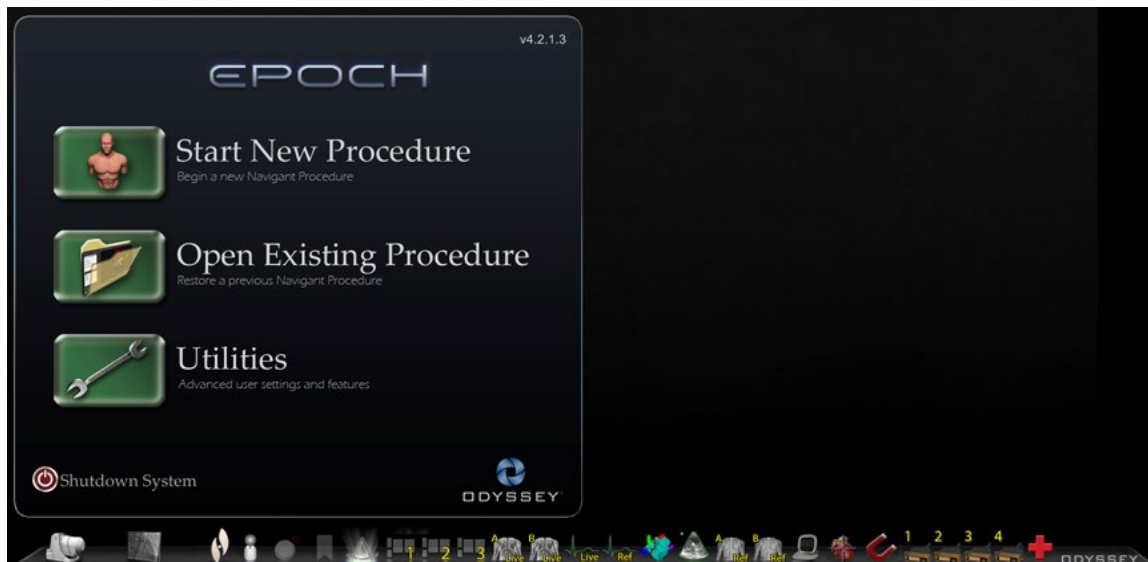 v4.2.1.3
EPOCH
Start New Procedure
Begin a new Navigant Procedure
Open Existing Procedure
Restore a previous Navigant Procedure
Utilities
Advanced user settings and features
Shutdown System
ODYSSEY
1 2 3 A Live B Live Live Ref A Ref B Ref 1 2 3 4 ODYSSEY